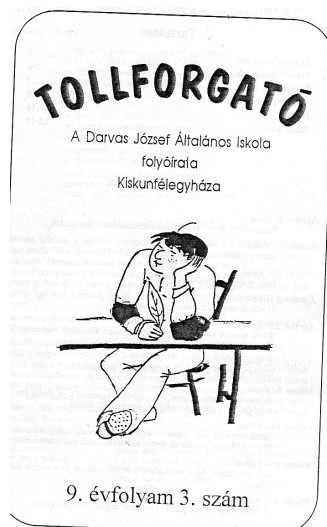 TOLLFORGATÓ
A Darvas József Általános Iskola
folyóirata
Kiskunfélegyháza
9. évfolyam 3. szám